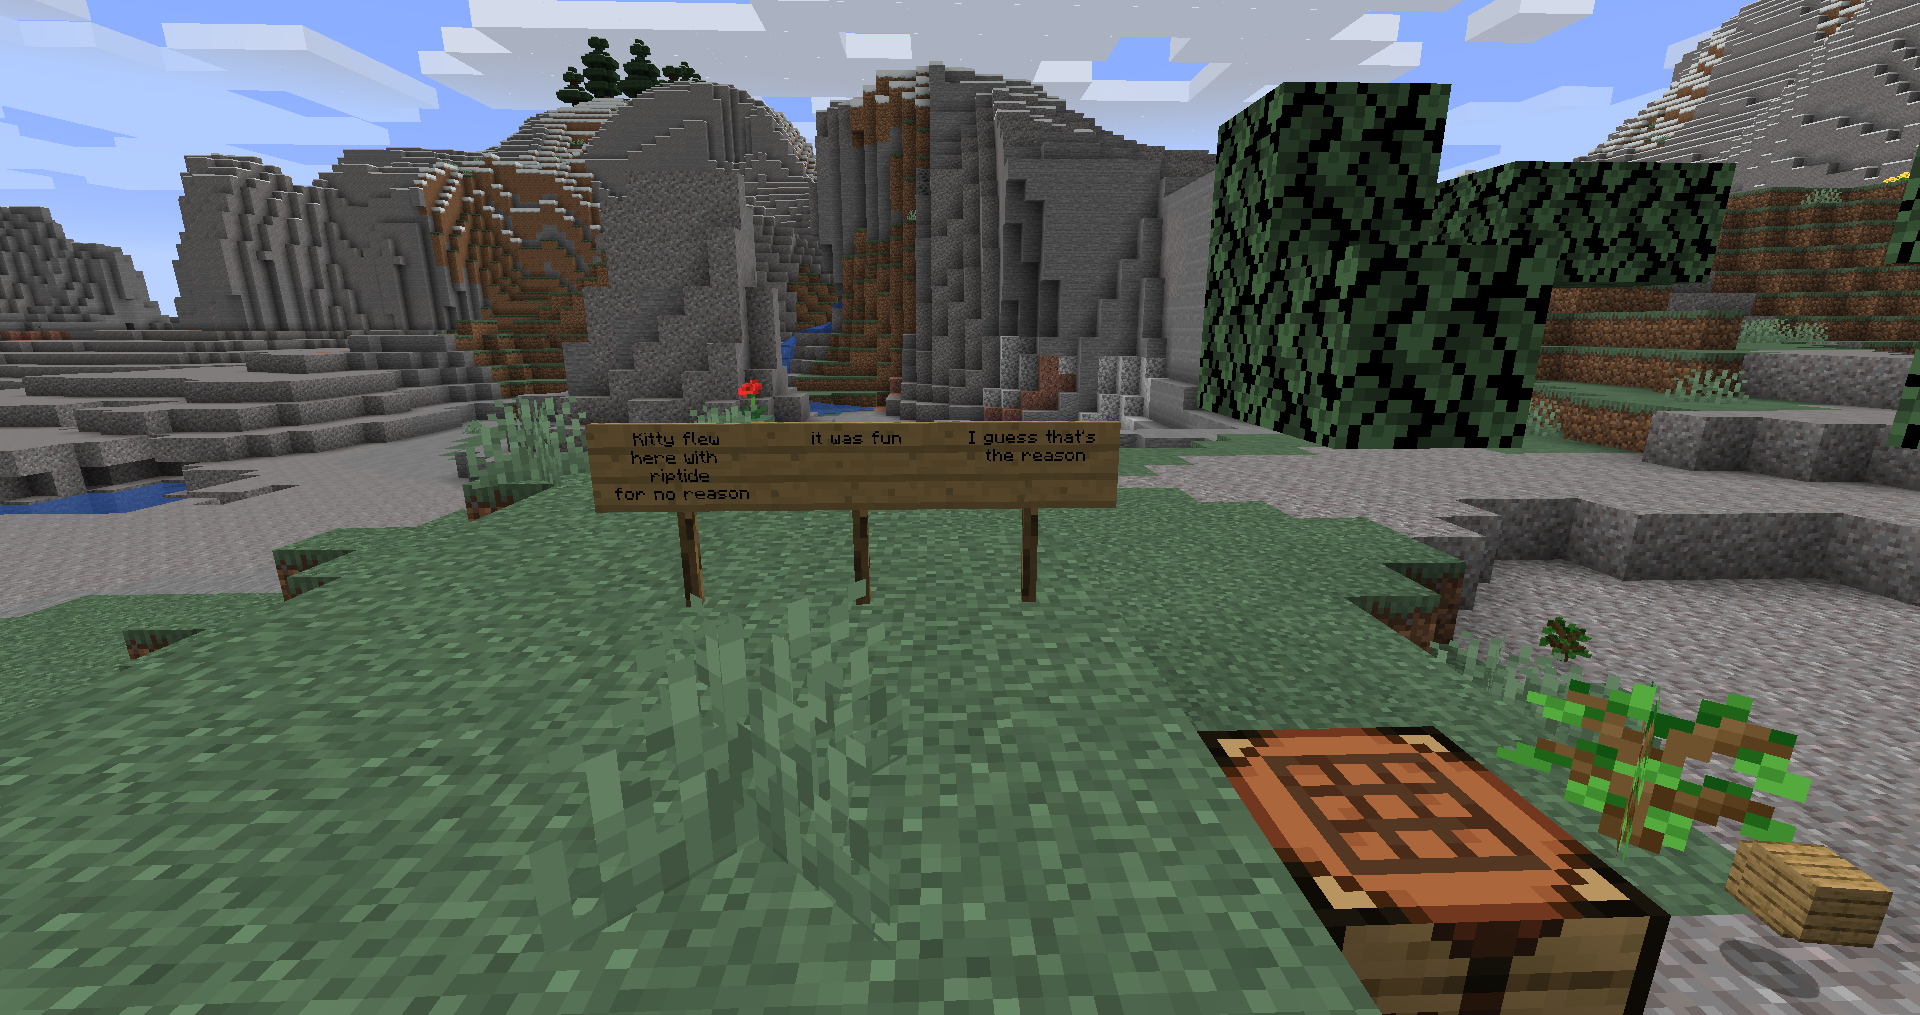 Kitty flew
here with
riptide
for no reason
it was fun
I guess that's
the reason